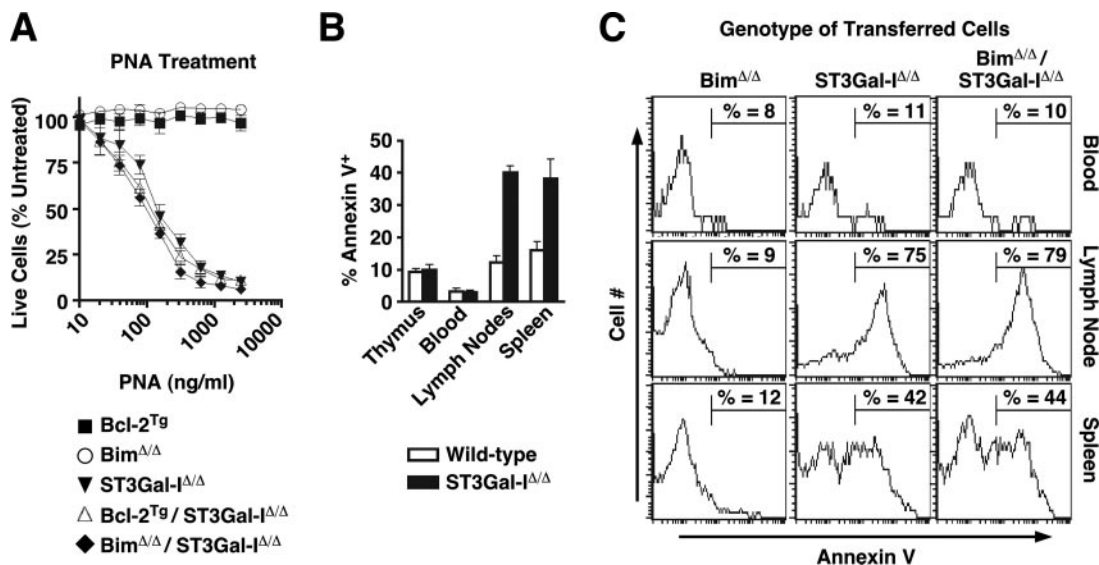 A
PNA Treatment
Live Cells (% Untreated)
100
75
50
25
0
10
100
1000
10000
PNA (ng/ml)
Bcl-2Tg
BimΔ/Δ
ST3Gal-IΔ/Δ
Bcl-2Tg / ST3Gal-IΔ/Δ
BimΔ/Δ / ST3Gal-IΔ/Δ
B
% Annexin V+
50
40
30
20
10
0
Thymus
Blood
Lymph Nodes
Spleen
Wild-type
ST3Gal-IΔ/Δ
C
Genotype of Transferred Cells
BimΔ/Δ
ST3Gal-IΔ/Δ
BimΔ/Δ /
ST3Gal-IΔ/Δ
% = 8
% = 11
% = 10
Blood
% = 9
% = 75
% = 79
Lymph Node
% = 12
% = 42
% = 44
Spleen
Cell #
Annexin V